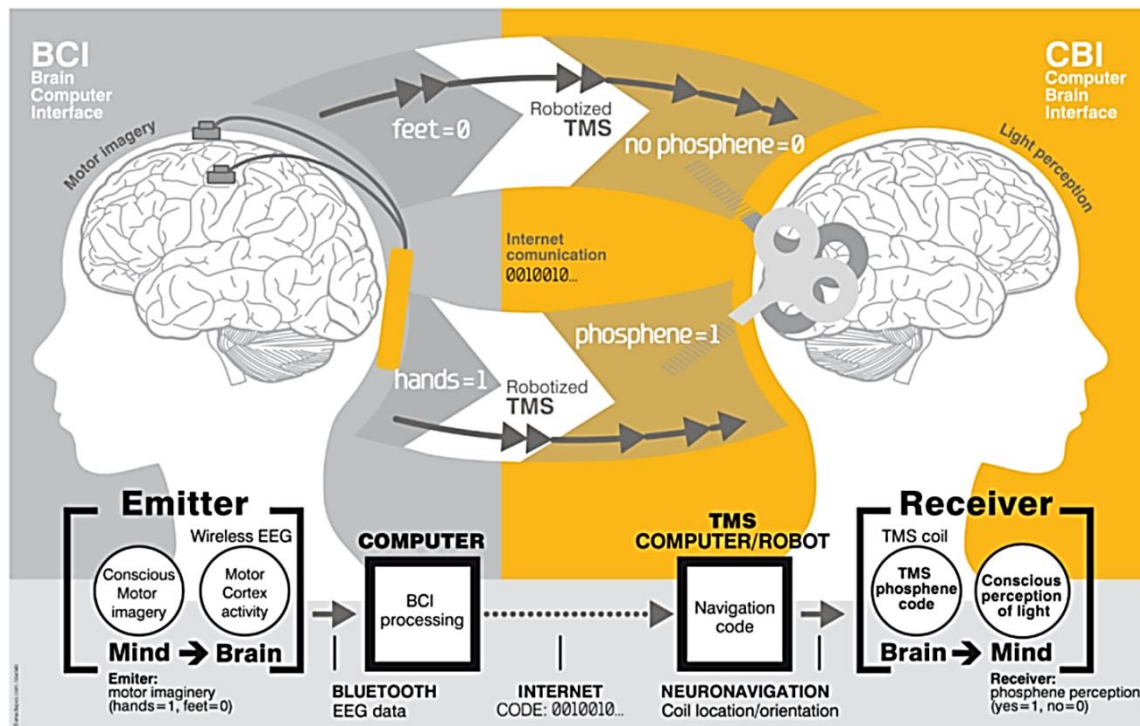 BCI
Brain
Computer
Interface
CBI
Computer
Brain
Interface
Motor imagery
feet=0
Robotized
TMS
no phosphene=0
Light perception
Internet
comunication
0010010...
phosphene=1
hands=1
Robotized
TMS
Emitter
Wireless EEG
Conscious
Motor
imagery
Motor
Cortex
activity
Mind → Brain
Emiter:
motor imaginery
(hands=1, feet=0)
COMPUTER
BCI
processing
BLUETOOTH
EEG data
INTERNET
CODE: 0010010...
TMS
COMPUTER/ROBOT
Navigation
code
NEURONAVIGATION
Coil location/orientation
Receiver
TMS coil
TMS
phosphene
code
Conscious
perception
of light
Brain → Mind
Receiver:
phosphene perception
(yes=1, no=0)